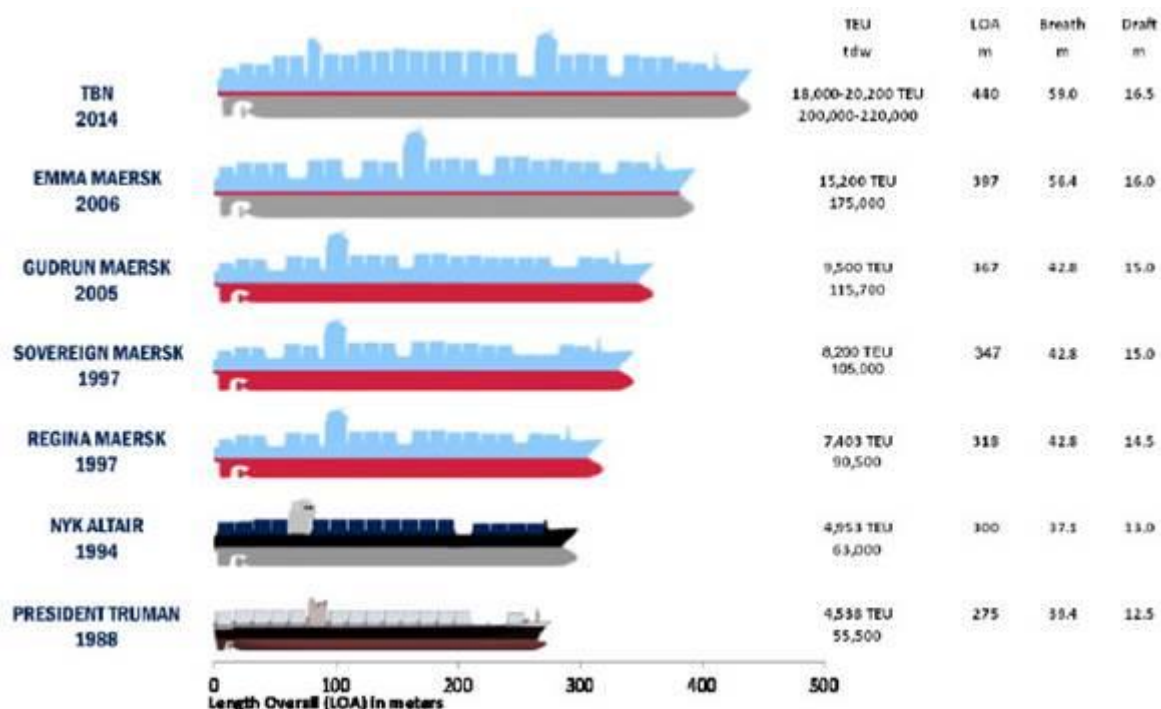 TEU LOA Breath Draft
tdw m m m
TBN 18,000-20,200 TEU 440 59.0 16.5
2014 200,000-220,000
EMMA MAERSK 15,200 TEU 397 56.4 16.0
2006 175,000
GUDRUN MAERSK 9,500 TEU 367 42.8 15.0
2005 115,700
SOVEREIGN MAERSK 8,200 TEU 347 42.8 15.0
1997 105,000
REGINA MAERSK 7,403 TEU 318 42.8 14.5
1997 90,500
NYK ALTAIR 4,953 TEU 300 37.1 13.0
1994 63,000
PRESIDENT TRUMAN 4,538 TEU 275 39.4 12.5
1988 55,500
0 100 200 300 400 500
Length Overall (LOA) in meters